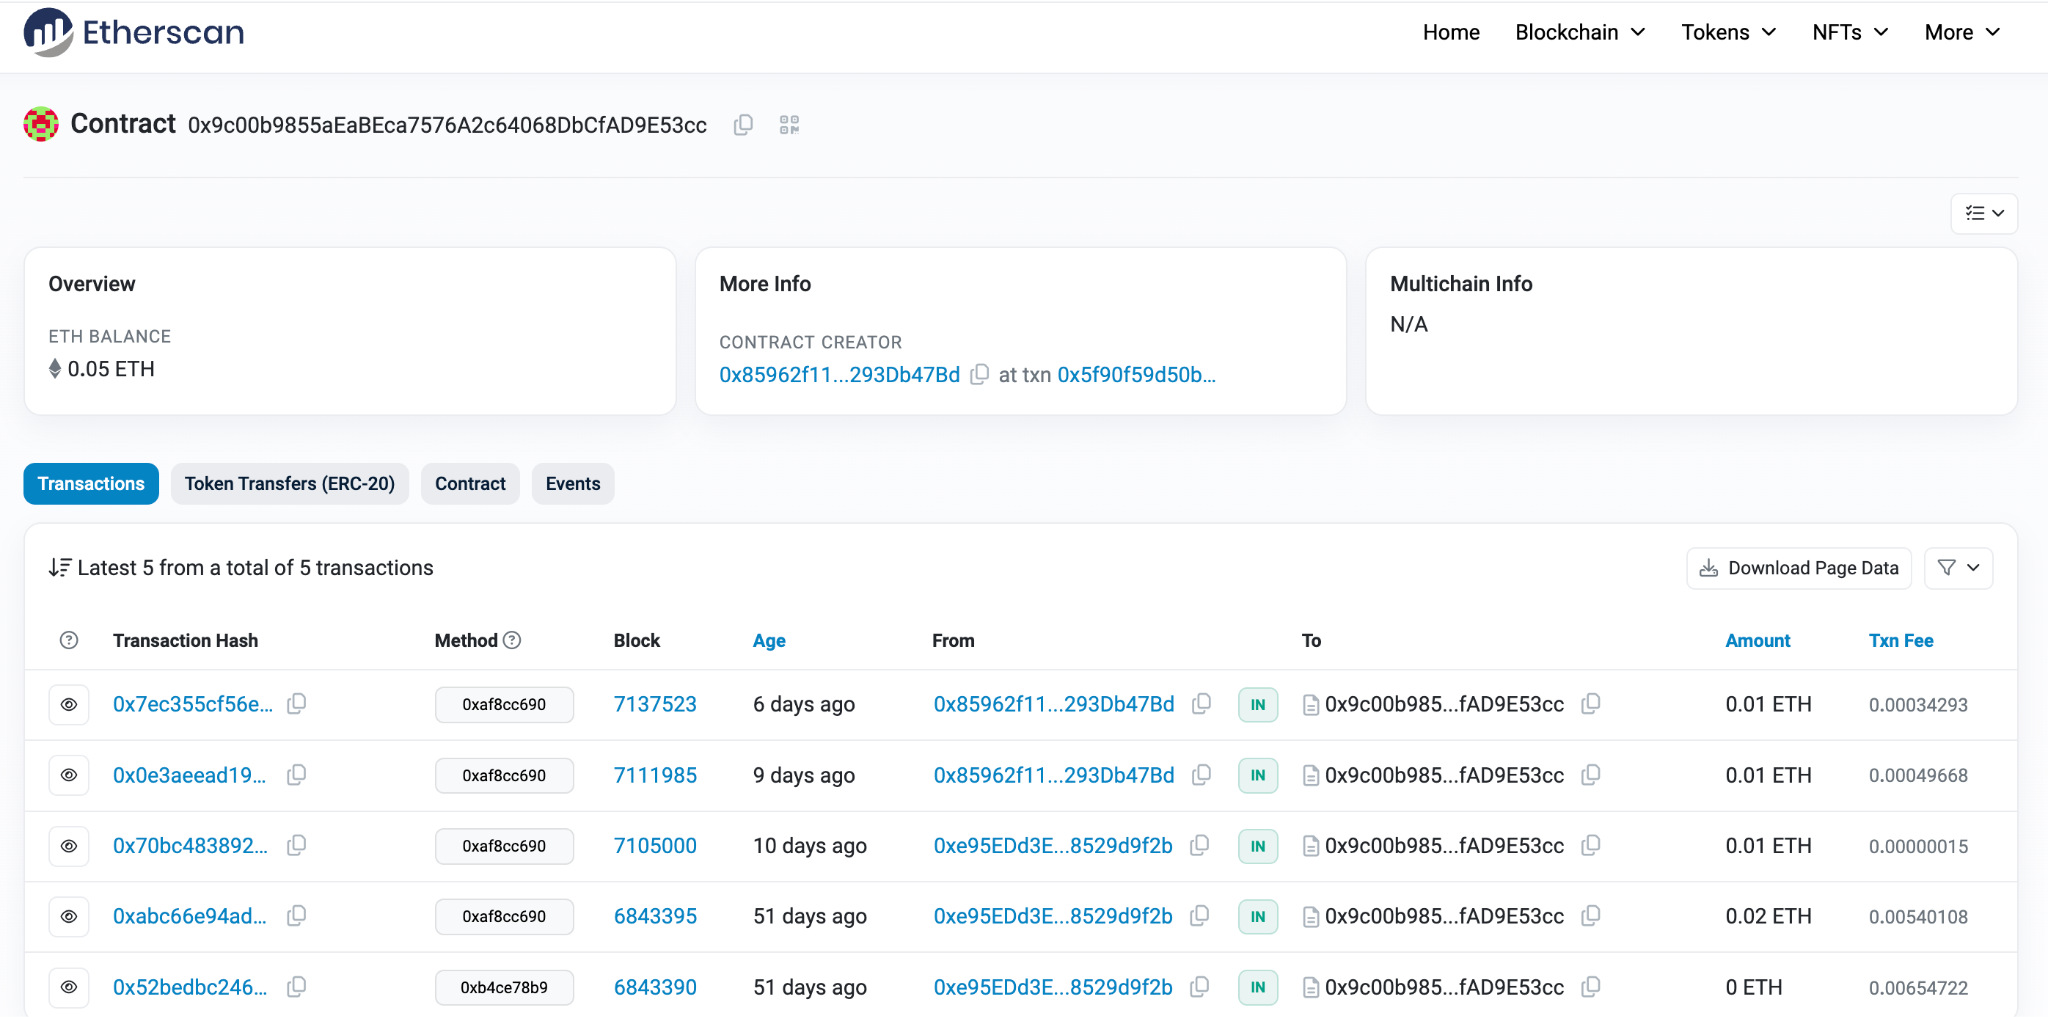 Etherscan
Home Blockchain Tokens NFTs More
Contract 0x9c00b9855aEaBEca7576A2c64068DbCfAD9E53cc
Overview
ETH BALANCE
0.05 ETH
More Info
CONTRACT CREATOR
0x85962f11...293Db47Bd at txn 0x5f90f59d50b...
Multichain Info
N/A
Transactions Token Transfers (ERC-20) Contract Events
Latest 5 from a total of 5 transactions
Download Page Data
Transaction Hash Method Block Age From To Amount Txn Fee
0x7ec355cf56e... 0xaf8cc690 7137523 6 days ago 0x85962f11...293Db47Bd IN 0x9c00b985...fAD9E53cc 0.01 ETH 0.00034293
0x0e3aeead19... 0xaf8cc690 7111985 9 days ago 0x85962f11...293Db47Bd IN 0x9c00b985...fAD9E53cc 0.01 ETH 0.00049668
0x70bc483892... 0xaf8cc690 7105000 10 days ago 0xe95EDd3E...8529d9f2b IN 0x9c00b985...fAD9E53cc 0.01 ETH 0.00000015
0xabc66e94ad... 0xaf8cc690 6843395 51 days ago 0xe95EDd3E...8529d9f2b IN 0x9c00b985...fAD9E53cc 0.02 ETH 0.00540108
0x52bedbc246... 0xb4ce78b9 6843390 51 days ago 0xe95EDd3E...8529d9f2b IN 0x9c00b985...fAD9E53cc 0 ETH 0.00654722